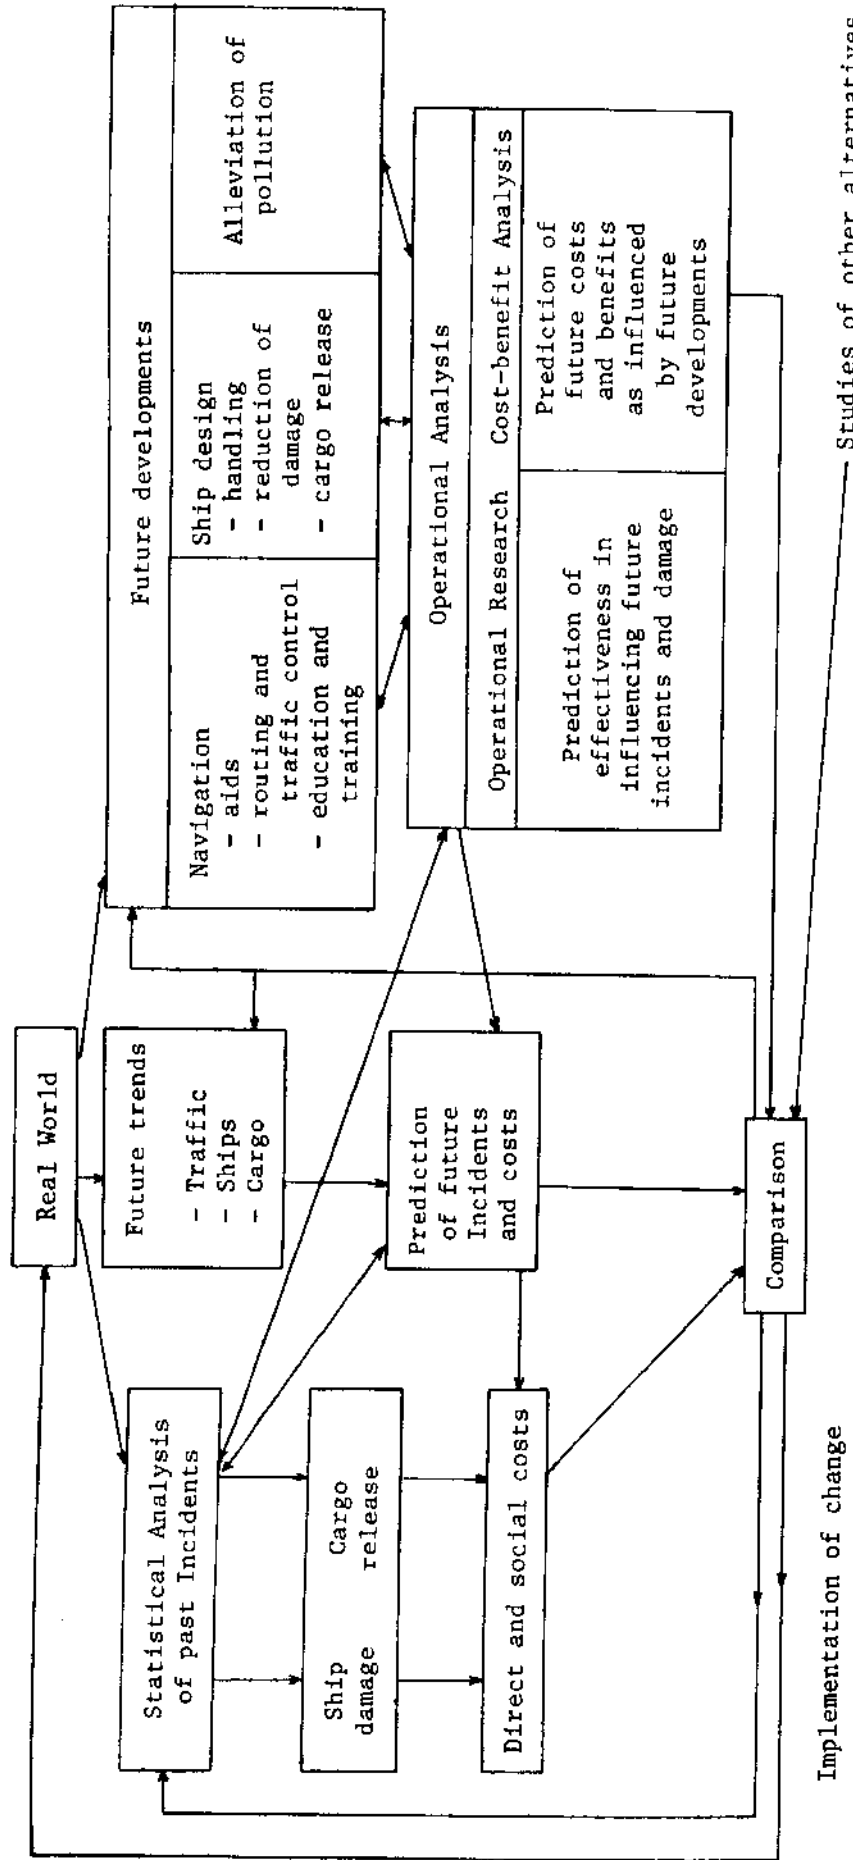 Real World
Statistical Analysis
of past Incidents
Ship
damage
Cargo
release
Direct and social costs
Future trends
- Traffic
- Ships
- Cargo
Prediction
of future
Incidents
and costs
Comparison
Future developments
Navigation
- aids
- routing and
traffic control
- education and
training
Ship design
- handling
- reduction of
damage
- cargo release
Alleviation of
pollution
Operational Analysis
Operational Research
Cost-benefit Analysis
Prediction of
effectiveness in
influencing future
incidents and damage
Prediction of
future costs
and benefits
as influenced
by future
developments
Implementation of change
Studies of other alternatives